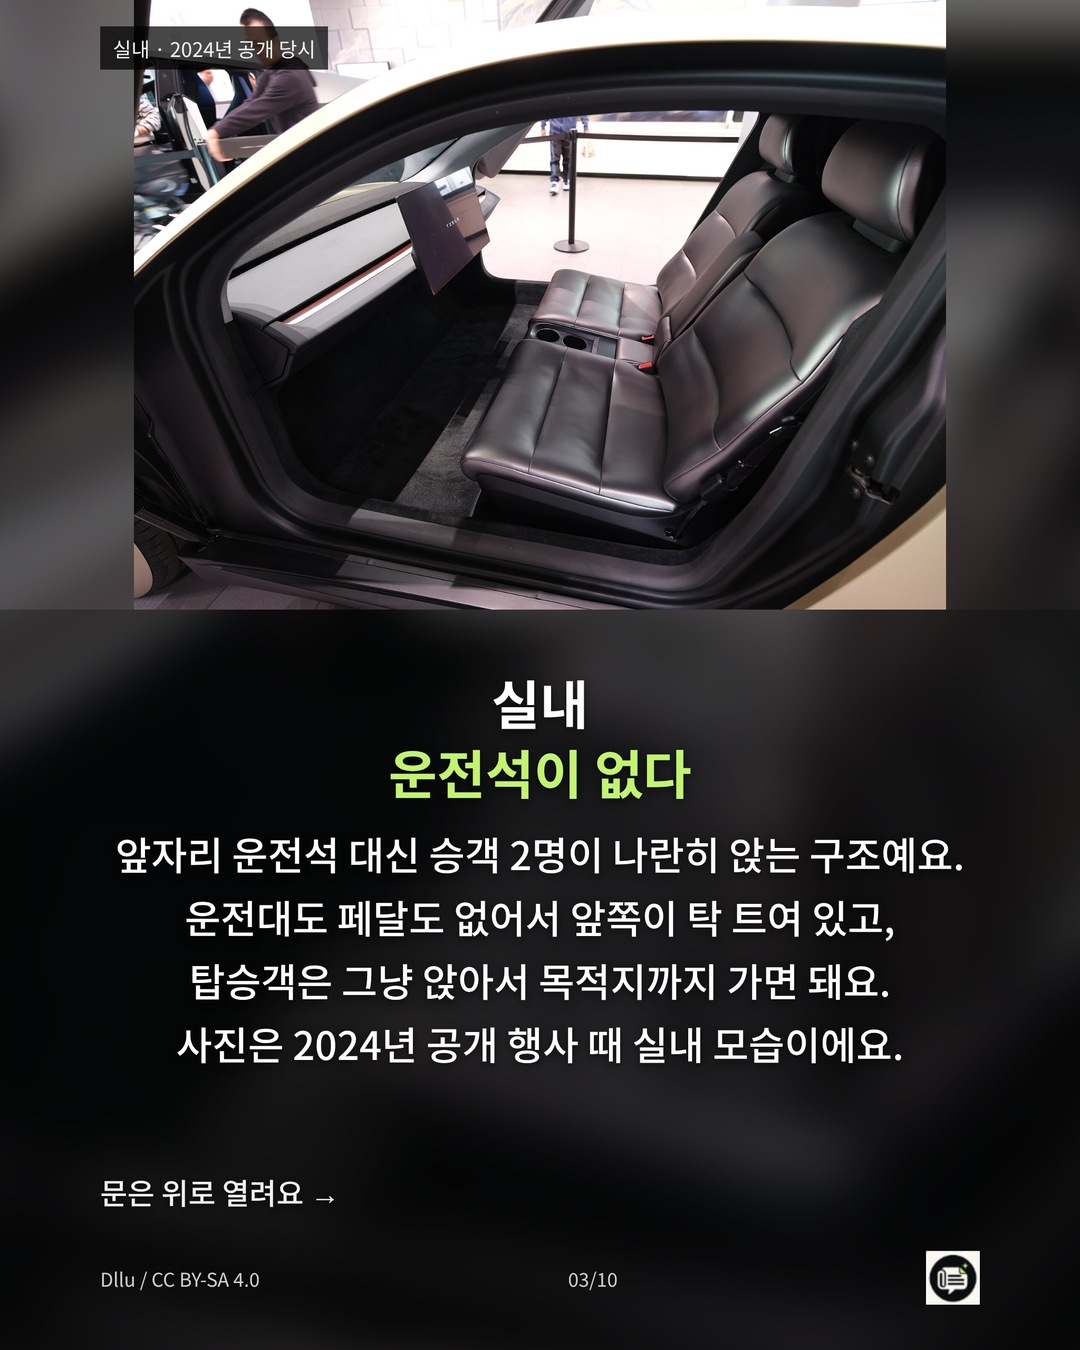 실내 · 2024년 공개 당시
TESLA
실내
운전석이 없다
앞자리 운전석 대신 승객 2명이 나란히 앉는 구조예요.
운전대도 페달도 없어서 앞쪽이 탁 트여 있고,
탑승객은 그냥 앉아서 목적지까지 가면 돼요.
사진은 2024년 공개 행사 때 실내 모습이에요.
문은 위로 열려요 →
Dllu / CC BY-SA 4.0
03/10